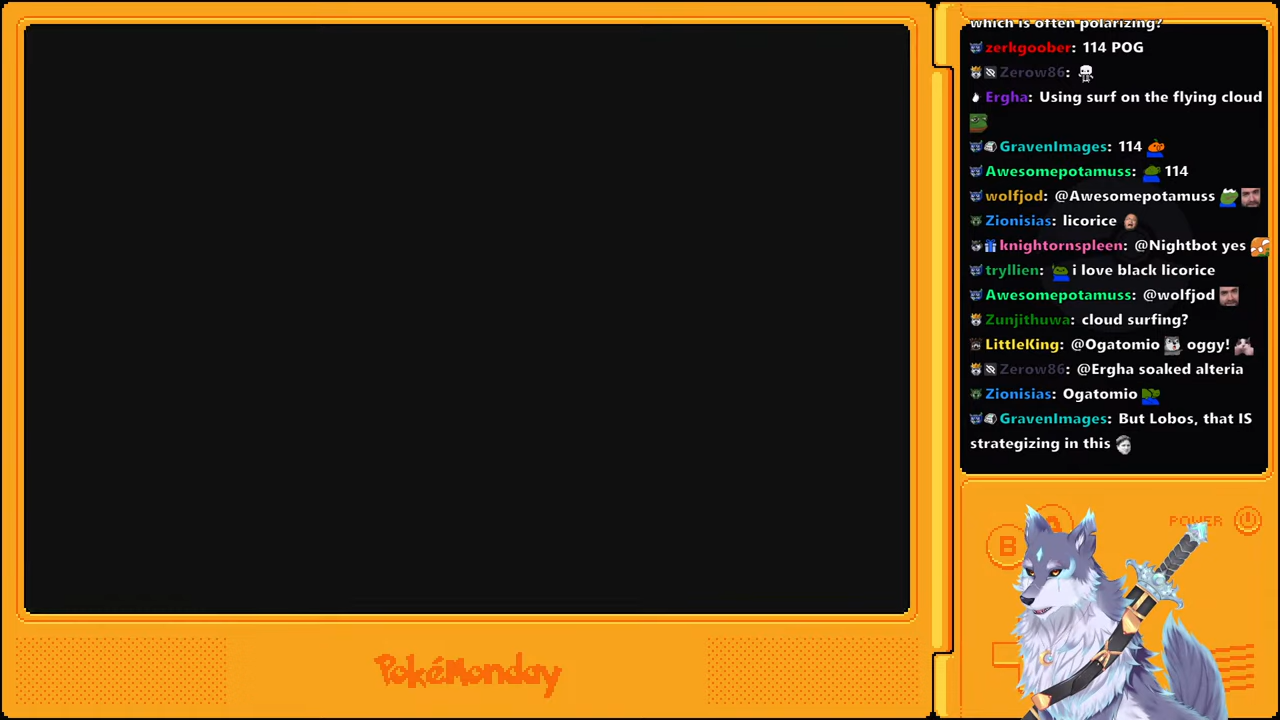 which is often polarizing?
zerkgoober: 114 POG
Zerow86:
Ergha: Using surf on the flying cloud
GravenImages: 114
Awesomepotamuss: 114
wolfjod: @Awesomepotamuss
Zionisias: licorice
knightornspleen: @Nightbot yes
tryllien: i love black licorice
Awesomepotamuss: @wolfjod
Zunjithuwa: cloud surfing?
LittleKing: @Ogatomio oggy!
Zerow86: @Ergha soaked alteria
Zionisias: Ogatomio
GravenImages: But Lobos, that IS
strategizing in this
A
B
POWER
PokéMonday